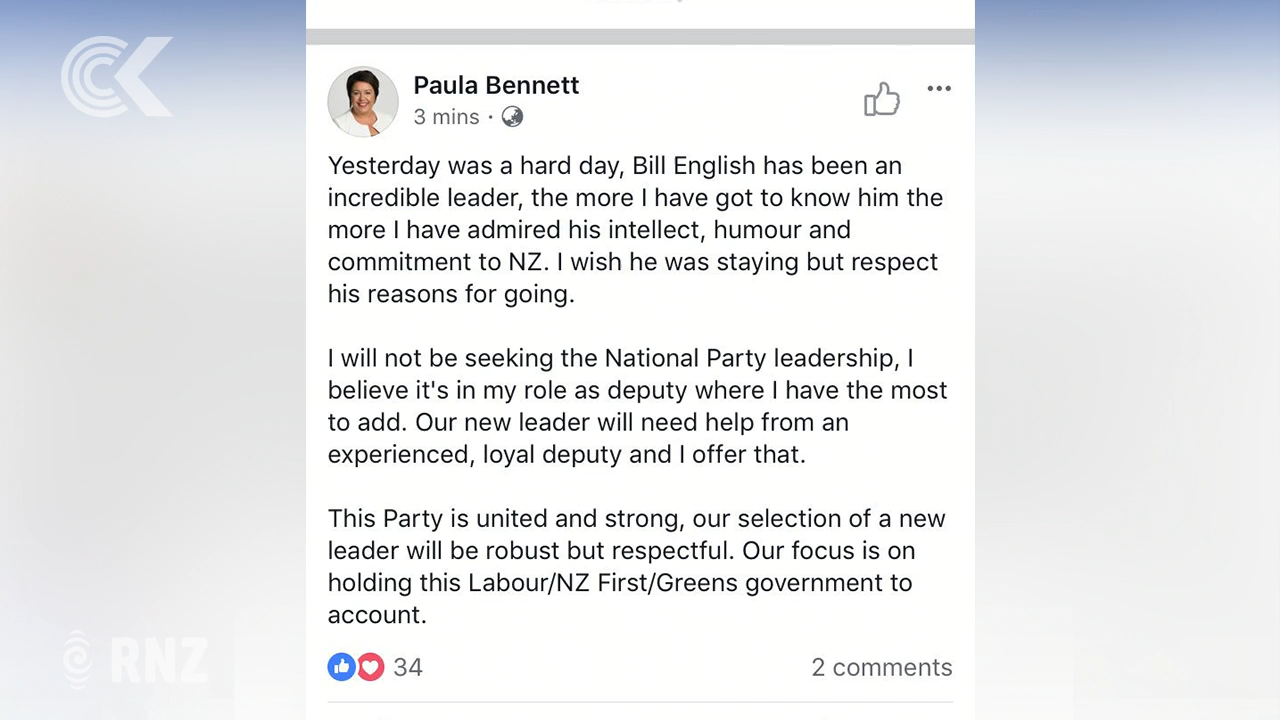 Paula Bennett
3 mins ·
Yesterday was a hard day, Bill English has been an
incredible leader, the more I have got to know him the
more I have admired his intellect, humour and
commitment to NZ. I wish he was staying but respect
his reasons for going.
I will not be seeking the National Party leadership, I
believe it's in my role as deputy where I have the most
to add. Our new leader will need help from an
experienced, loyal deputy and I offer that.
This Party is united and strong, our selection of a new
leader will be robust but respectful. Our focus is on
holding this Labour/NZ First/Greens government to
account.
34
2 comments
RNZ